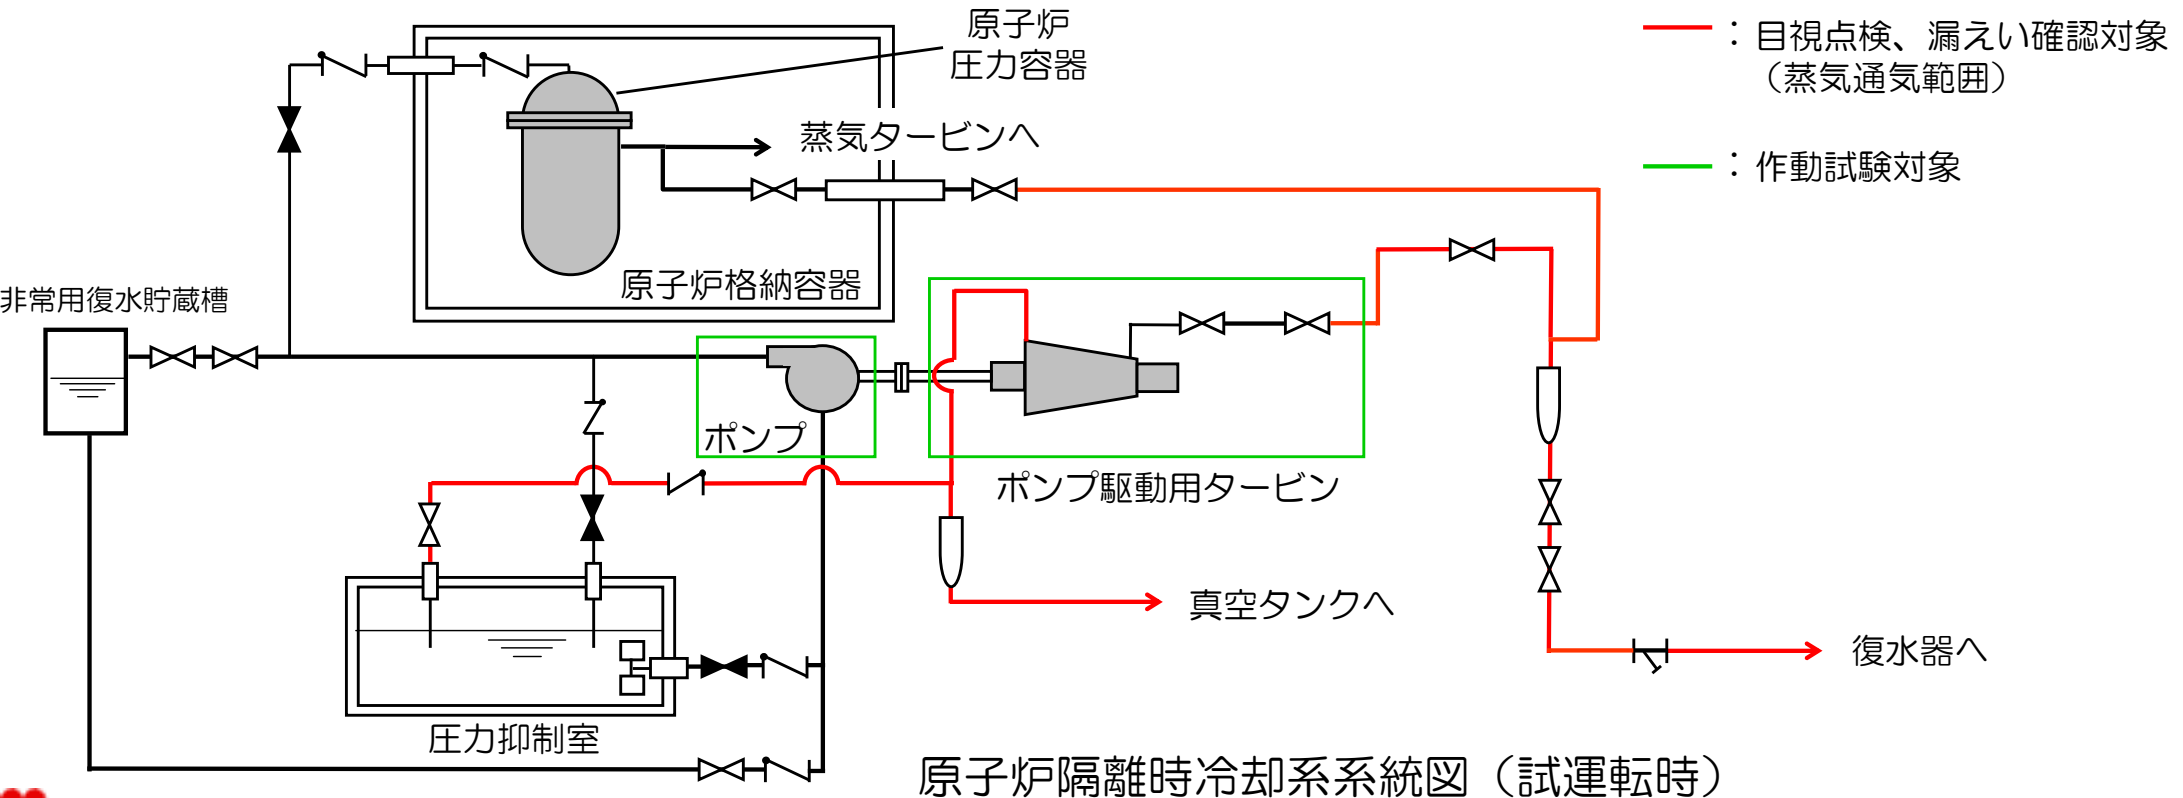 原子炉
圧力容器
：目視点検、漏えい確認対象
（蒸気通気範囲）
蒸気タービンへ
：作動試験対象
原子炉格納容器
非常用復水貯蔵槽
ポンプ
ポンプ駆動用タービン
真空タンクへ
復水器へ
圧力抑制室
原子炉隔離時冷却系系統図（試運転時）